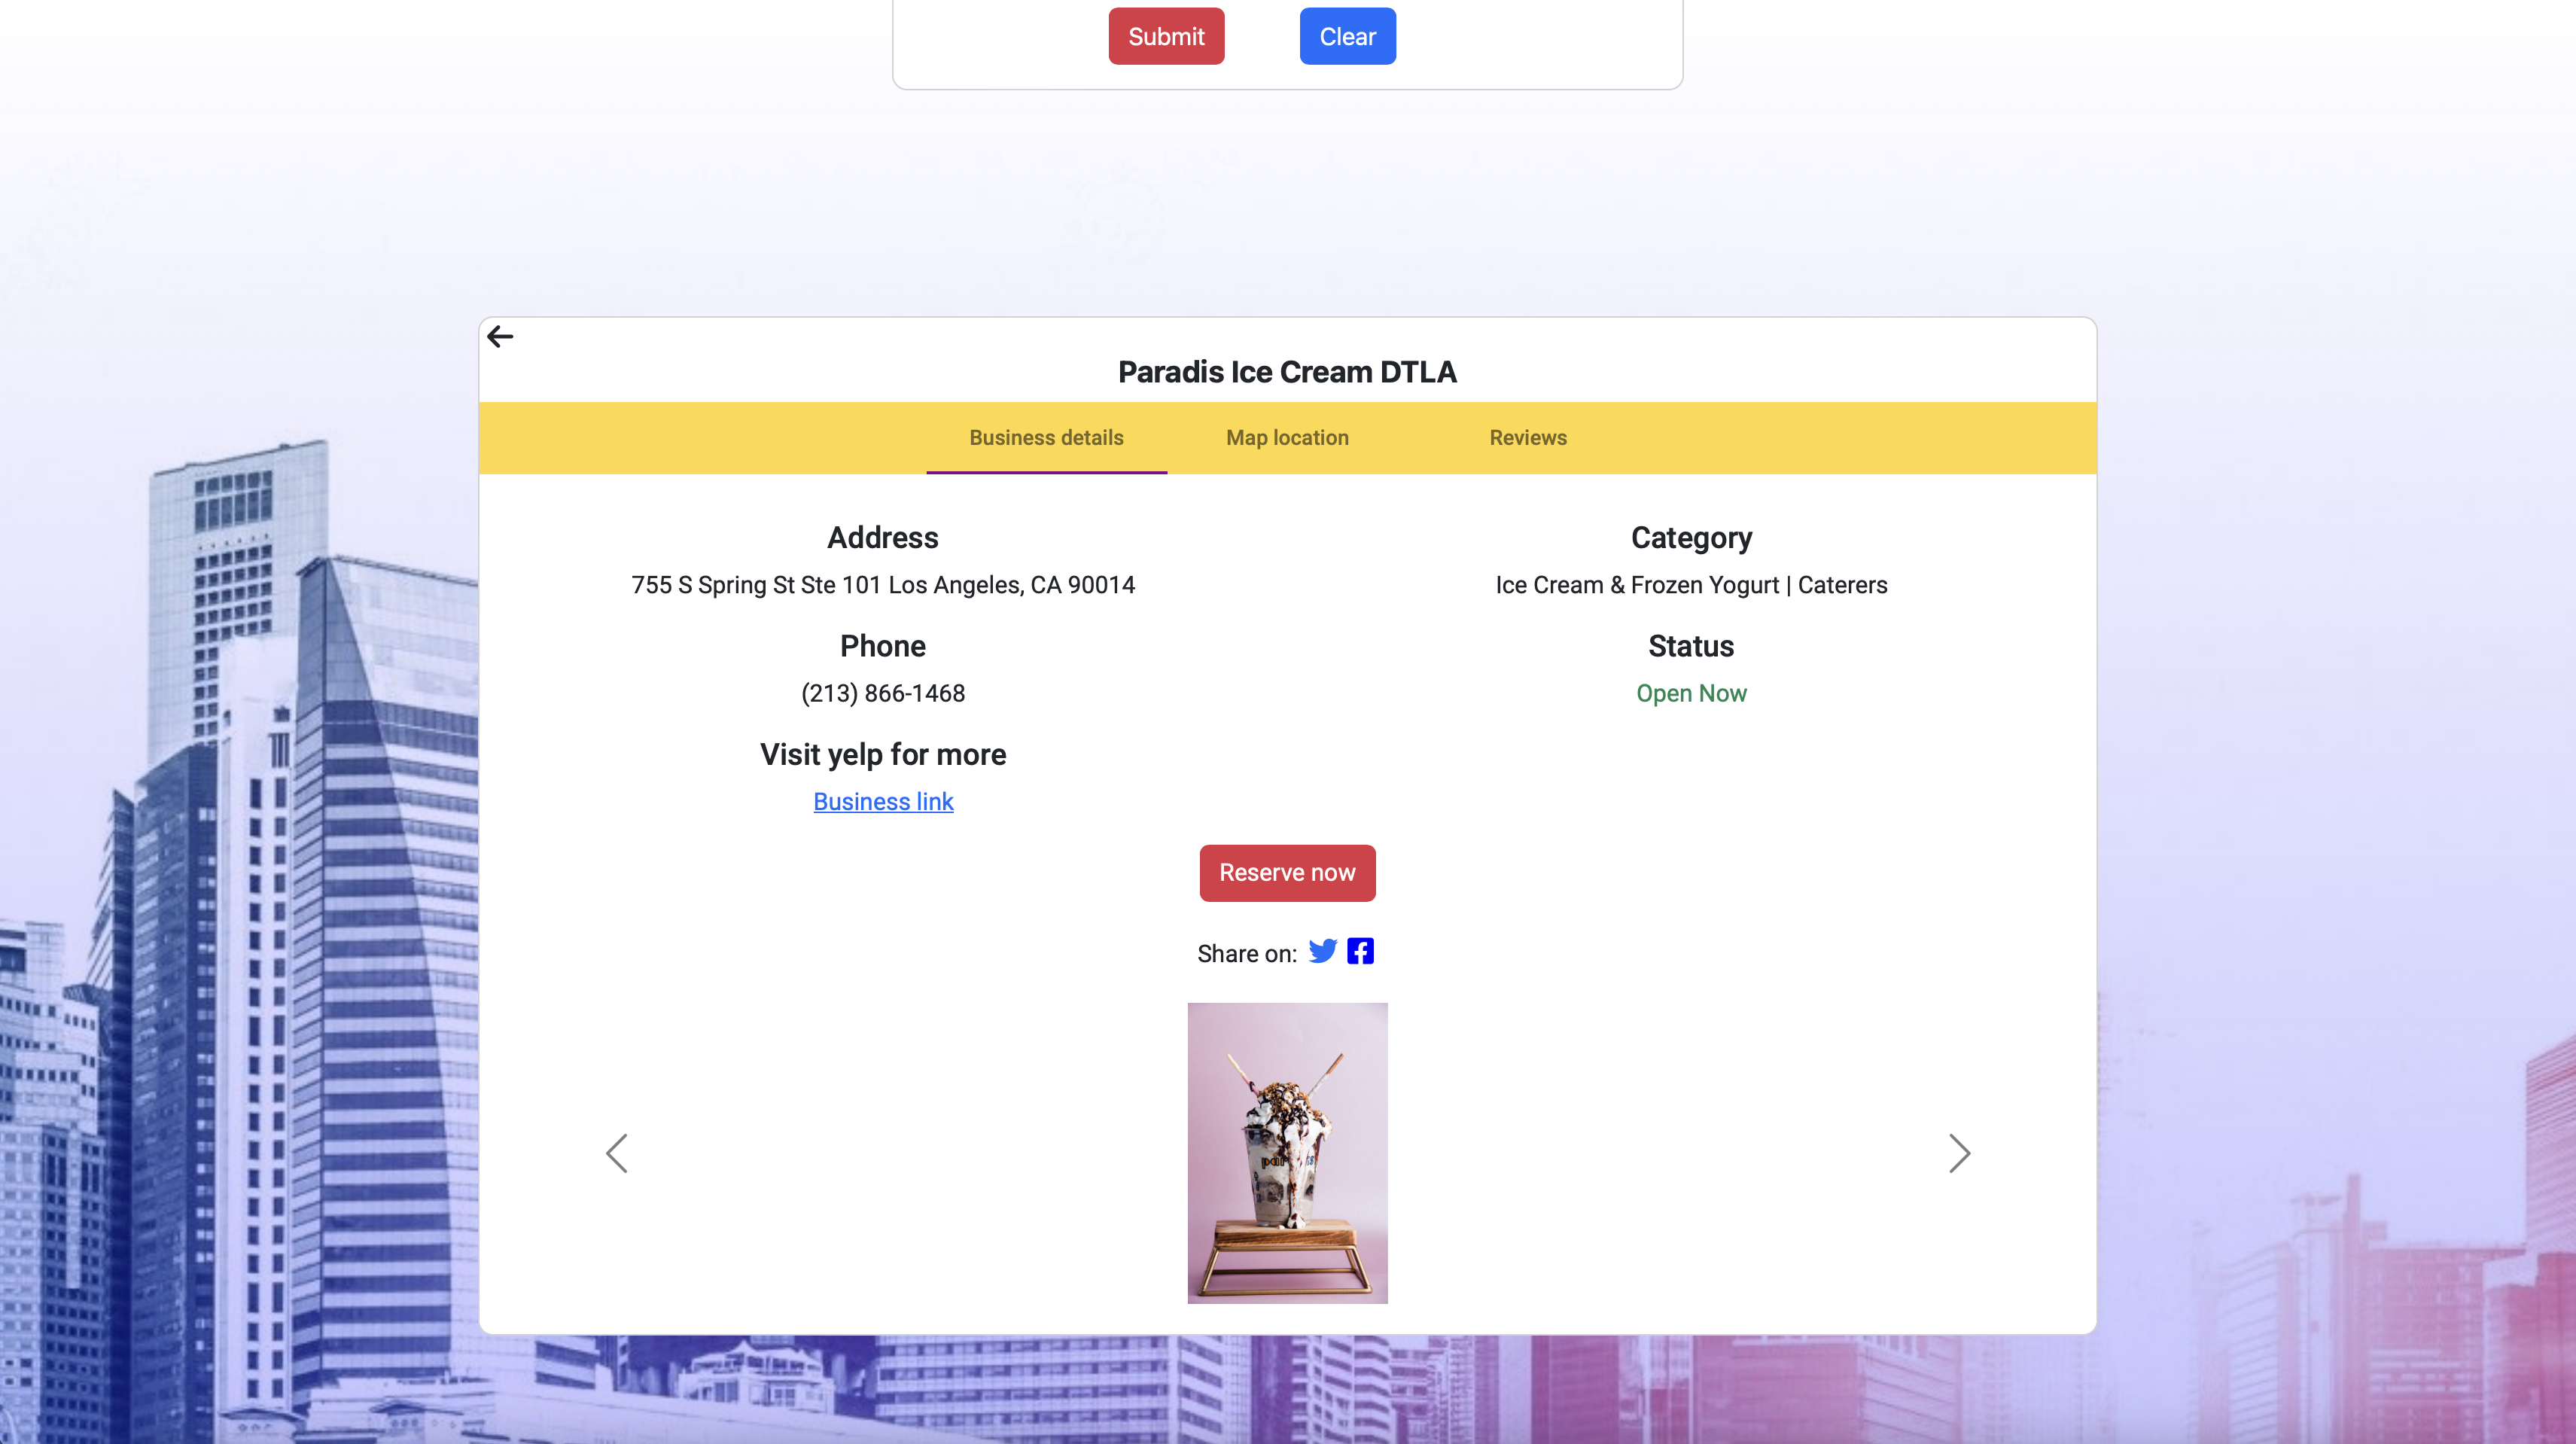 Submit Clear
Paradis Ice Cream DTLA
Business details Map location Reviews
Address
755 S Spring St Ste 101 Los Angeles, CA 90014
Category
Ice Cream & Frozen Yogurt | Caterers
Phone
(213) 866-1468
Status
Open Now
Visit yelp for more
Business link
Reserve now
Share on: